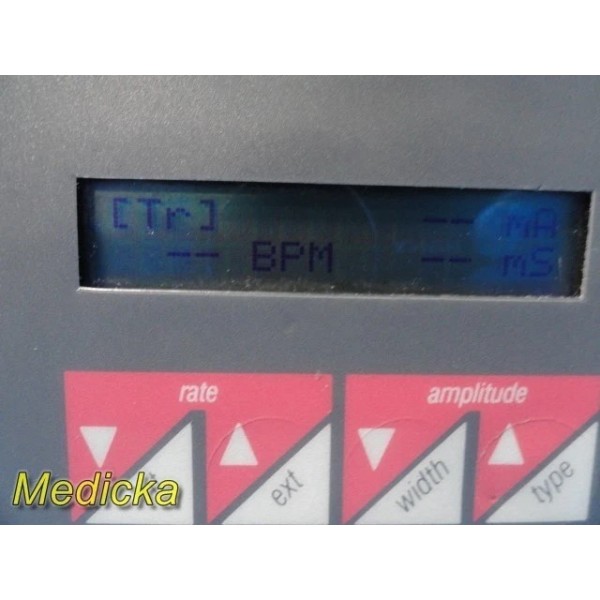 [Tr] -- mA
-- BPM -- mS
rate amplitude
ext width type
Medicka